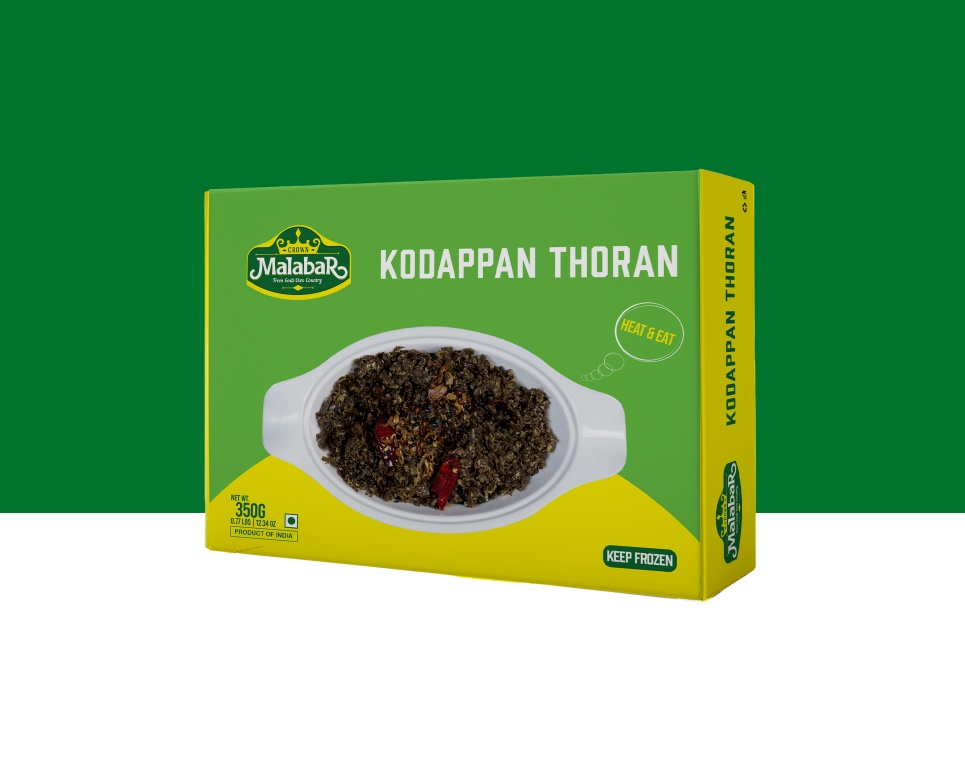 CROWN
MalabaR
From Gods Own Country
KODAPPAN THORAN
HEAT & EAT
NET WT.
350G
0.77 LBS | 12.34 OZ
PRODUCT OF INDIA
KEEP FROZEN
KODAPPAN THORAN
MalabaR